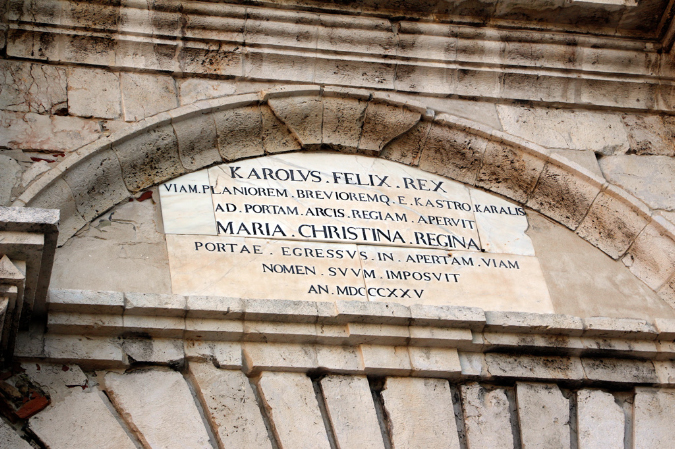 KAROLVS . FELIX . REX
VIAM . PLANIOREM . BREVIOREMQ . E . KASTRO . KARALIS
AD . PORTAM . ARCIS . REGIAM . APERVIT
MARIA . CHRISTINA . REGINA
PORTAE . EGRESSVS . IN . APERTAM . VIAM
NOMEN . SVVM . IMPOSVIT
AN . MDCCCXXV